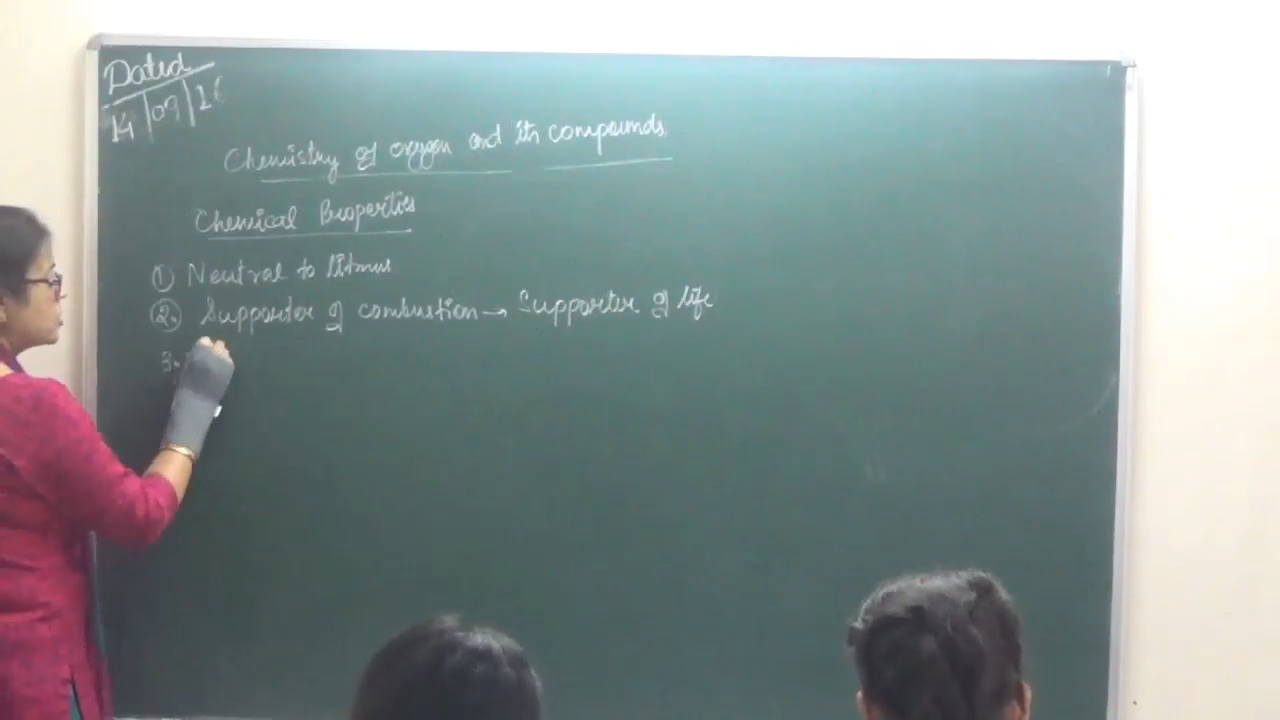 Dated
14/09/16
Chemistry of oxygen and its compounds
Chemical Properties
① Neutral to litmus
②. Supporter of combustion → Supporter of life
3.